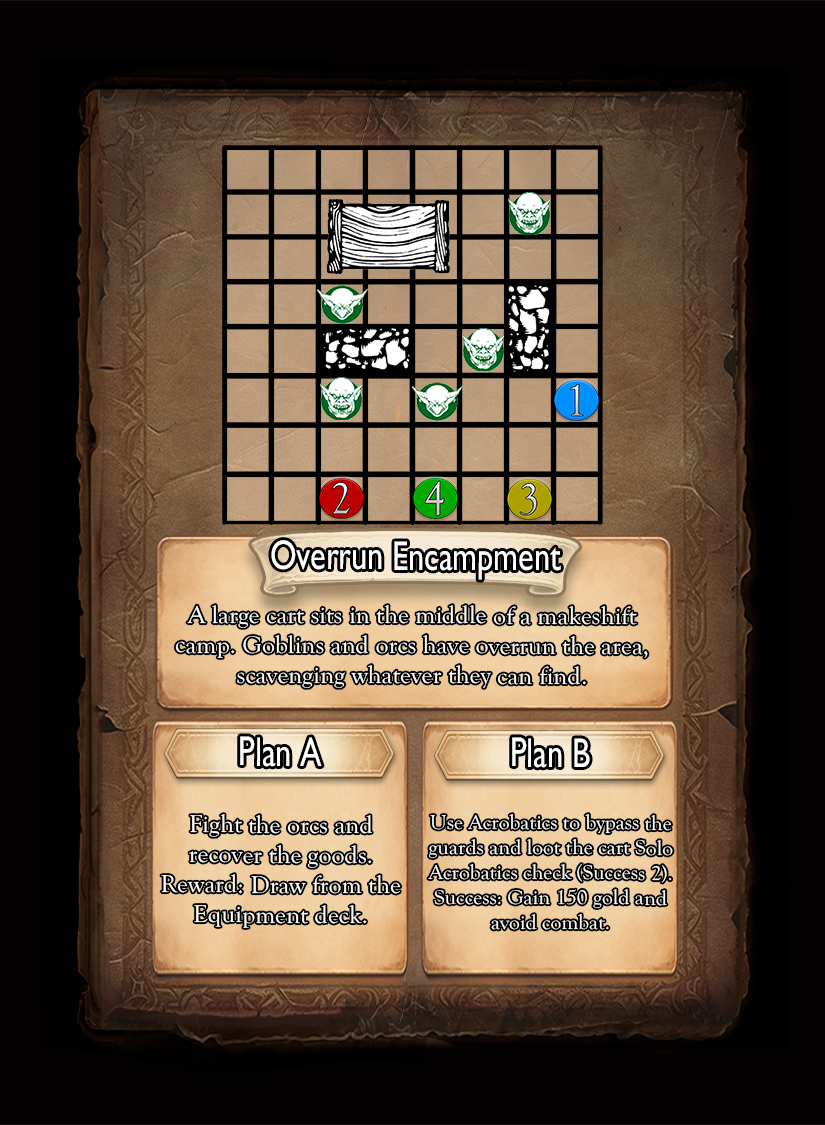 1
2 4 3
Overrun Encampment
A large cart sits in the middle of a makeshift
camp. Goblins and orcs have overrun the area,
scavenging whatever they can find.
Plan A
Fight the orcs and
recover the goods.
Reward: Draw from the
Equipment deck.
Plan B
Use Acrobatics to bypass the
guards and loot the cart Solo
Acrobatics check (Success 2).
Success: Gain 150 gold and
avoid combat.